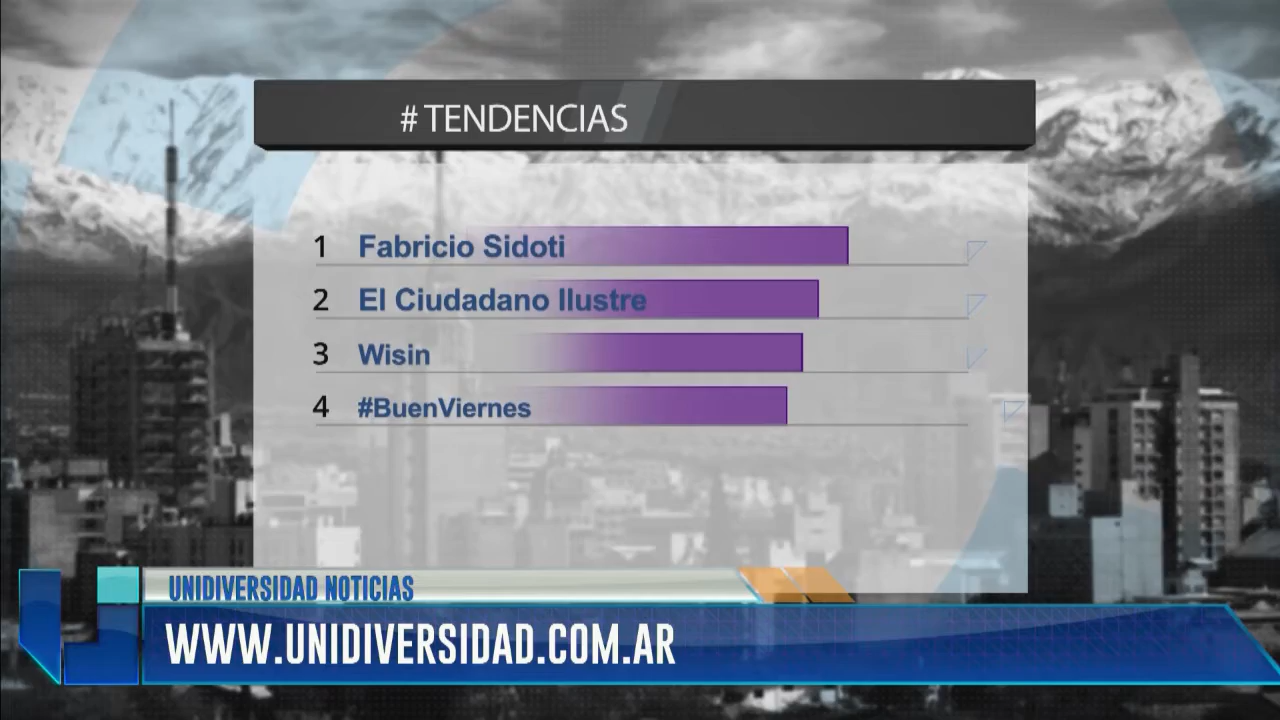 # TENDENCIAS
1 Fabricio Sidoti
2 El Ciudadano Ilustre
3 Wisin
4 #BuenViernes
UNIDIVERSIDAD NOTICIAS
WWW.UNIDIVERSIDAD.COM.AR